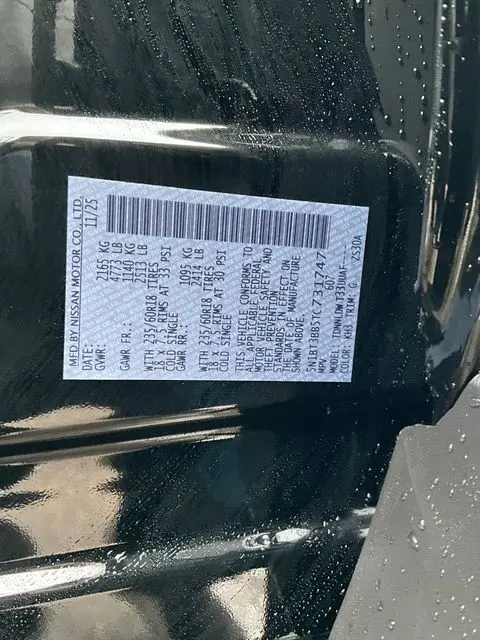 MFD BY NISSAN MOTOR CO., LTD.
DATE: 11/25
GWWR: 2165 KG
4773 LB
GAWR FR.: 1140 KG
2513 LB
WITH 235/60R18 TIRES
18 X 7.5 RIMS AT 33 PSI
COLD SINGLE
GAWR RR.: 1095 KG
2414 LB
WITH 235/60R18 TIRES
18 X 7.5 RIMS AT 30 PSI
COLD SINGLE
THIS VEHICLE CONFORMS TO
ALL APPLICABLE FEDERAL
MOTOR VEHICLE SAFETY AND
THEFT PREVENTION
STANDARDS IN EFFECT ON
THE DATE OF MANUFACTURE
SHOWN ABOVE.
5N1BT3BB5TC731747
MPV 607
COLOR: KH3 TRIM: G